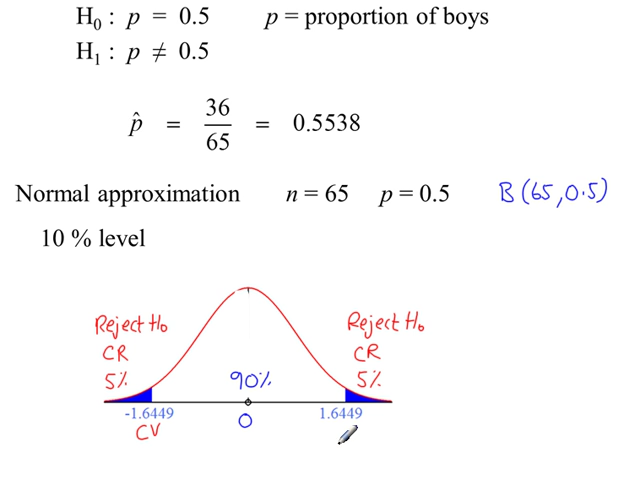 H₀ : p = 0.5 p = proportion of boys
H₁ : p ≠ 0.5
p̂ = 36/65 = 0.5538
Normal approximation n = 65 p = 0.5 B (65, 0.5)
10 % level
Reject H₀ Reject H₀
CR CR
5% 90% 5%
-1.6449 0 1.6449
CV